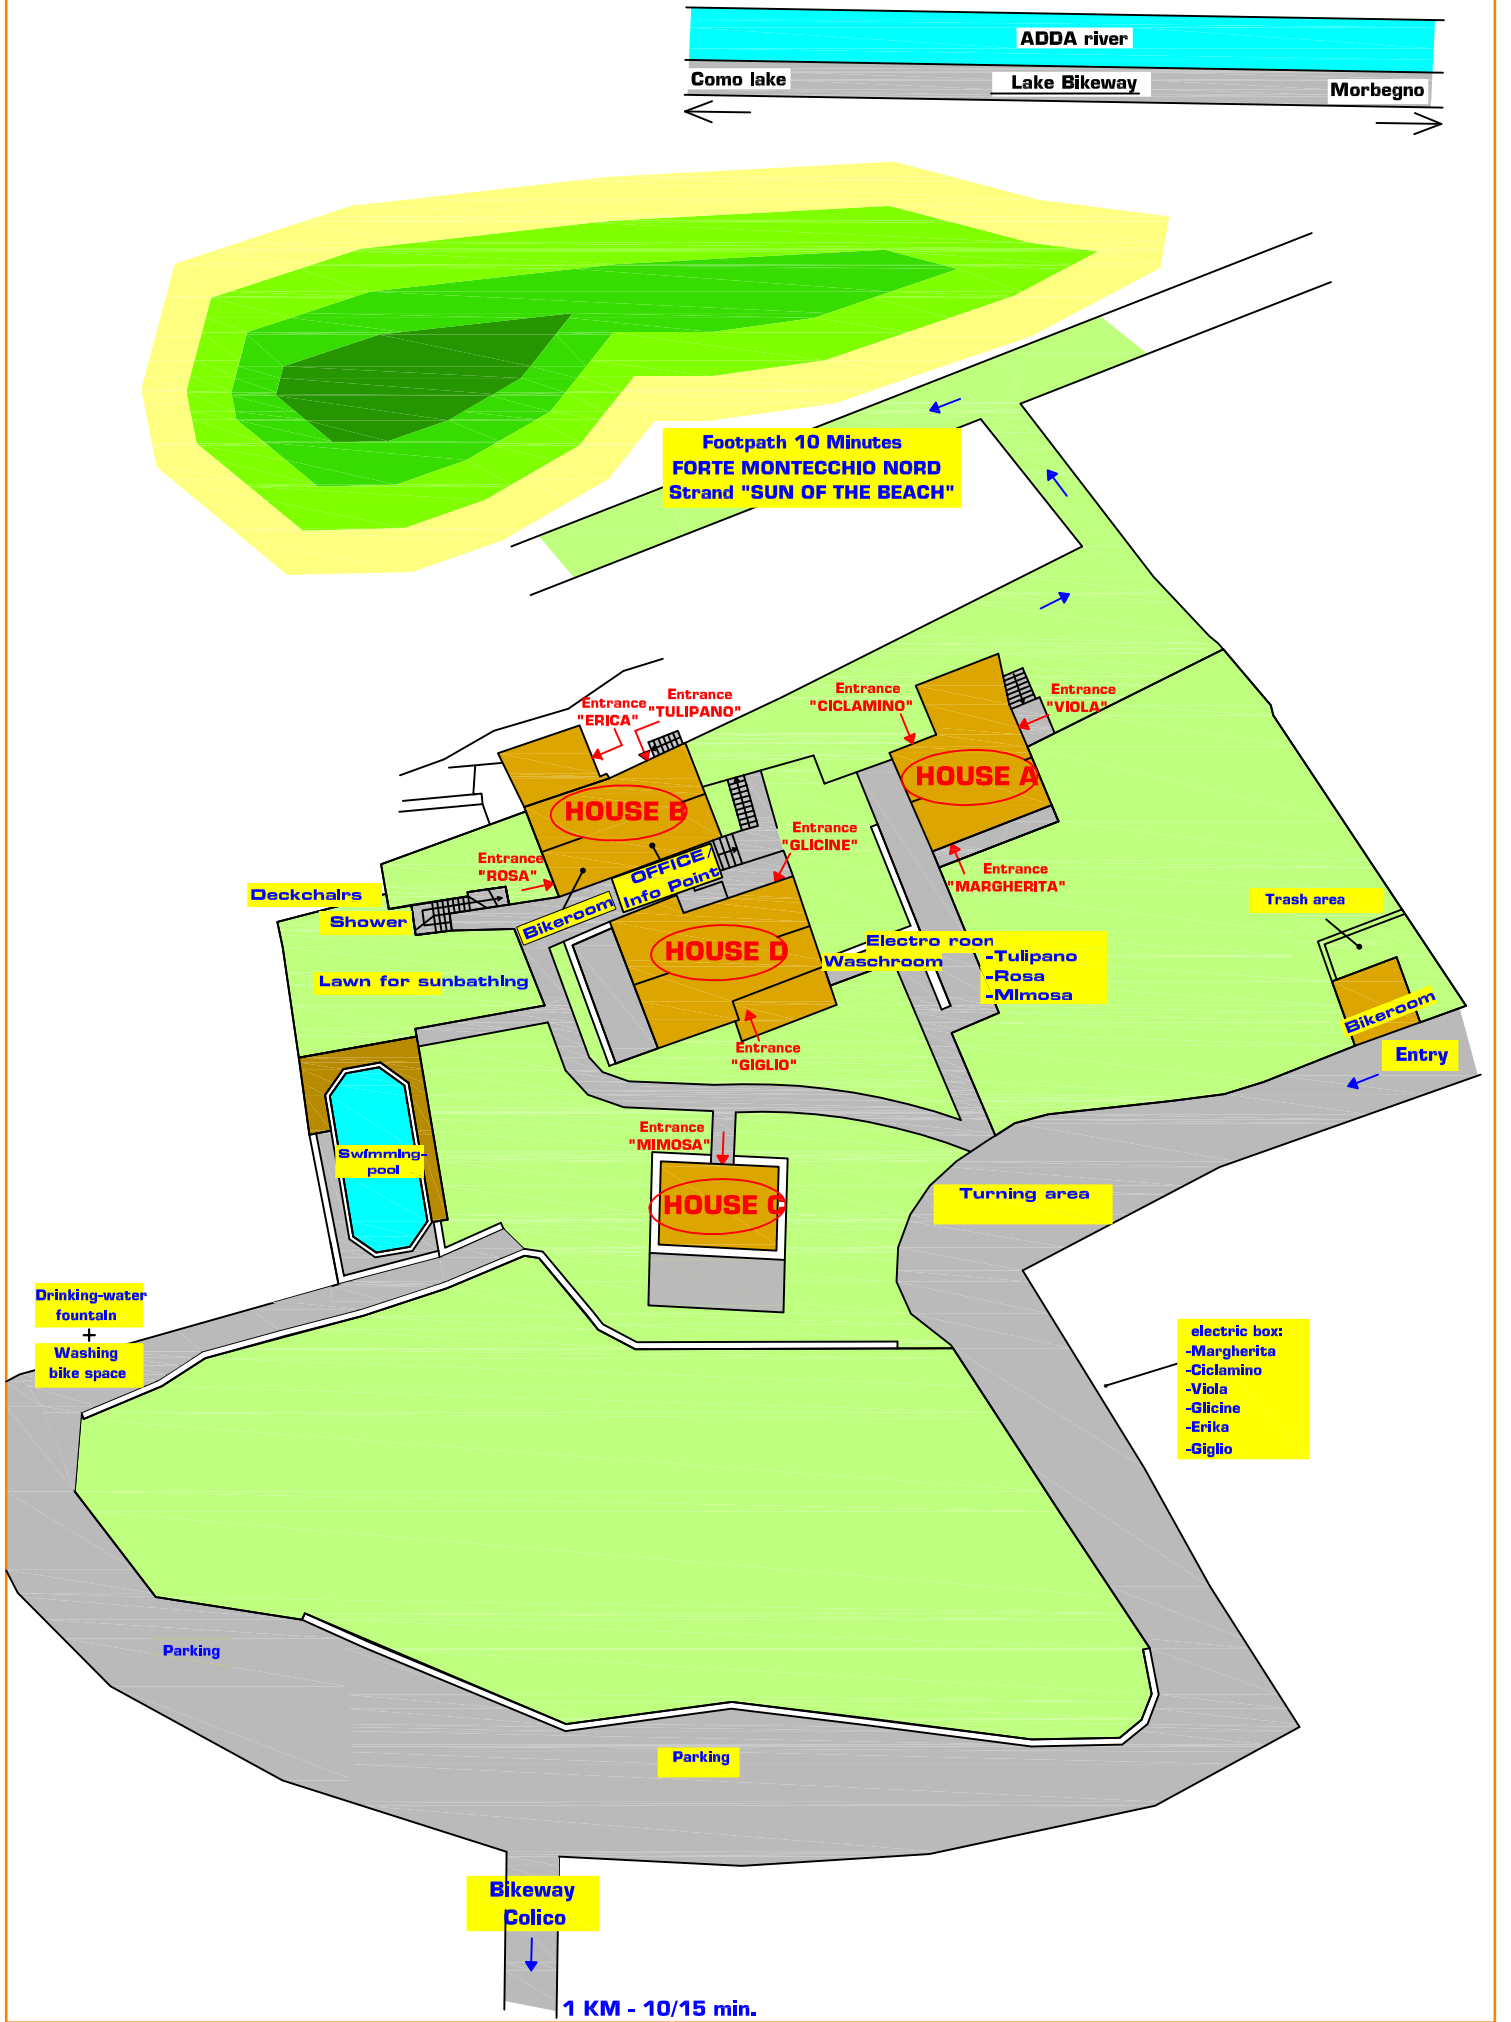 ADDA river
Como lake
Lake Bikeway
Morbegno
Footpath 10 Minutes
FORTE MONTECCHIO NORD
Strand "SUN OF THE BEACH"
Entrance
"ERICA"
Entrance
"TULIPANO"
Entrance
"CICLAMINO"
Entrance
"VIOLA"
HOUSE A
HOUSE B
Entrance
"GLICINE"
Entrance
"ROSA"
OFFICE/
Info Point
Entrance
"MARGHERITA"
Deckchairs
Shower
Bikeroom
Trash area
HOUSE D
Electro room
Waschroom
-Tulipano
-Rosa
-Mimosa
Lawn for sunbathing
Bikeroom
Entry
Entrance
"GIGLIO"
Entrance
"MIMOSA"
Swimming-
pool
HOUSE C
Turning area
Drinking-water
fountain
+
Washing
bike space
electric box:
-Margherita
-Ciclamino
-Viola
-Glicine
-Erika
-Giglio
Parking
Parking
Bikeway
Colico
1 KM - 10/15 min.